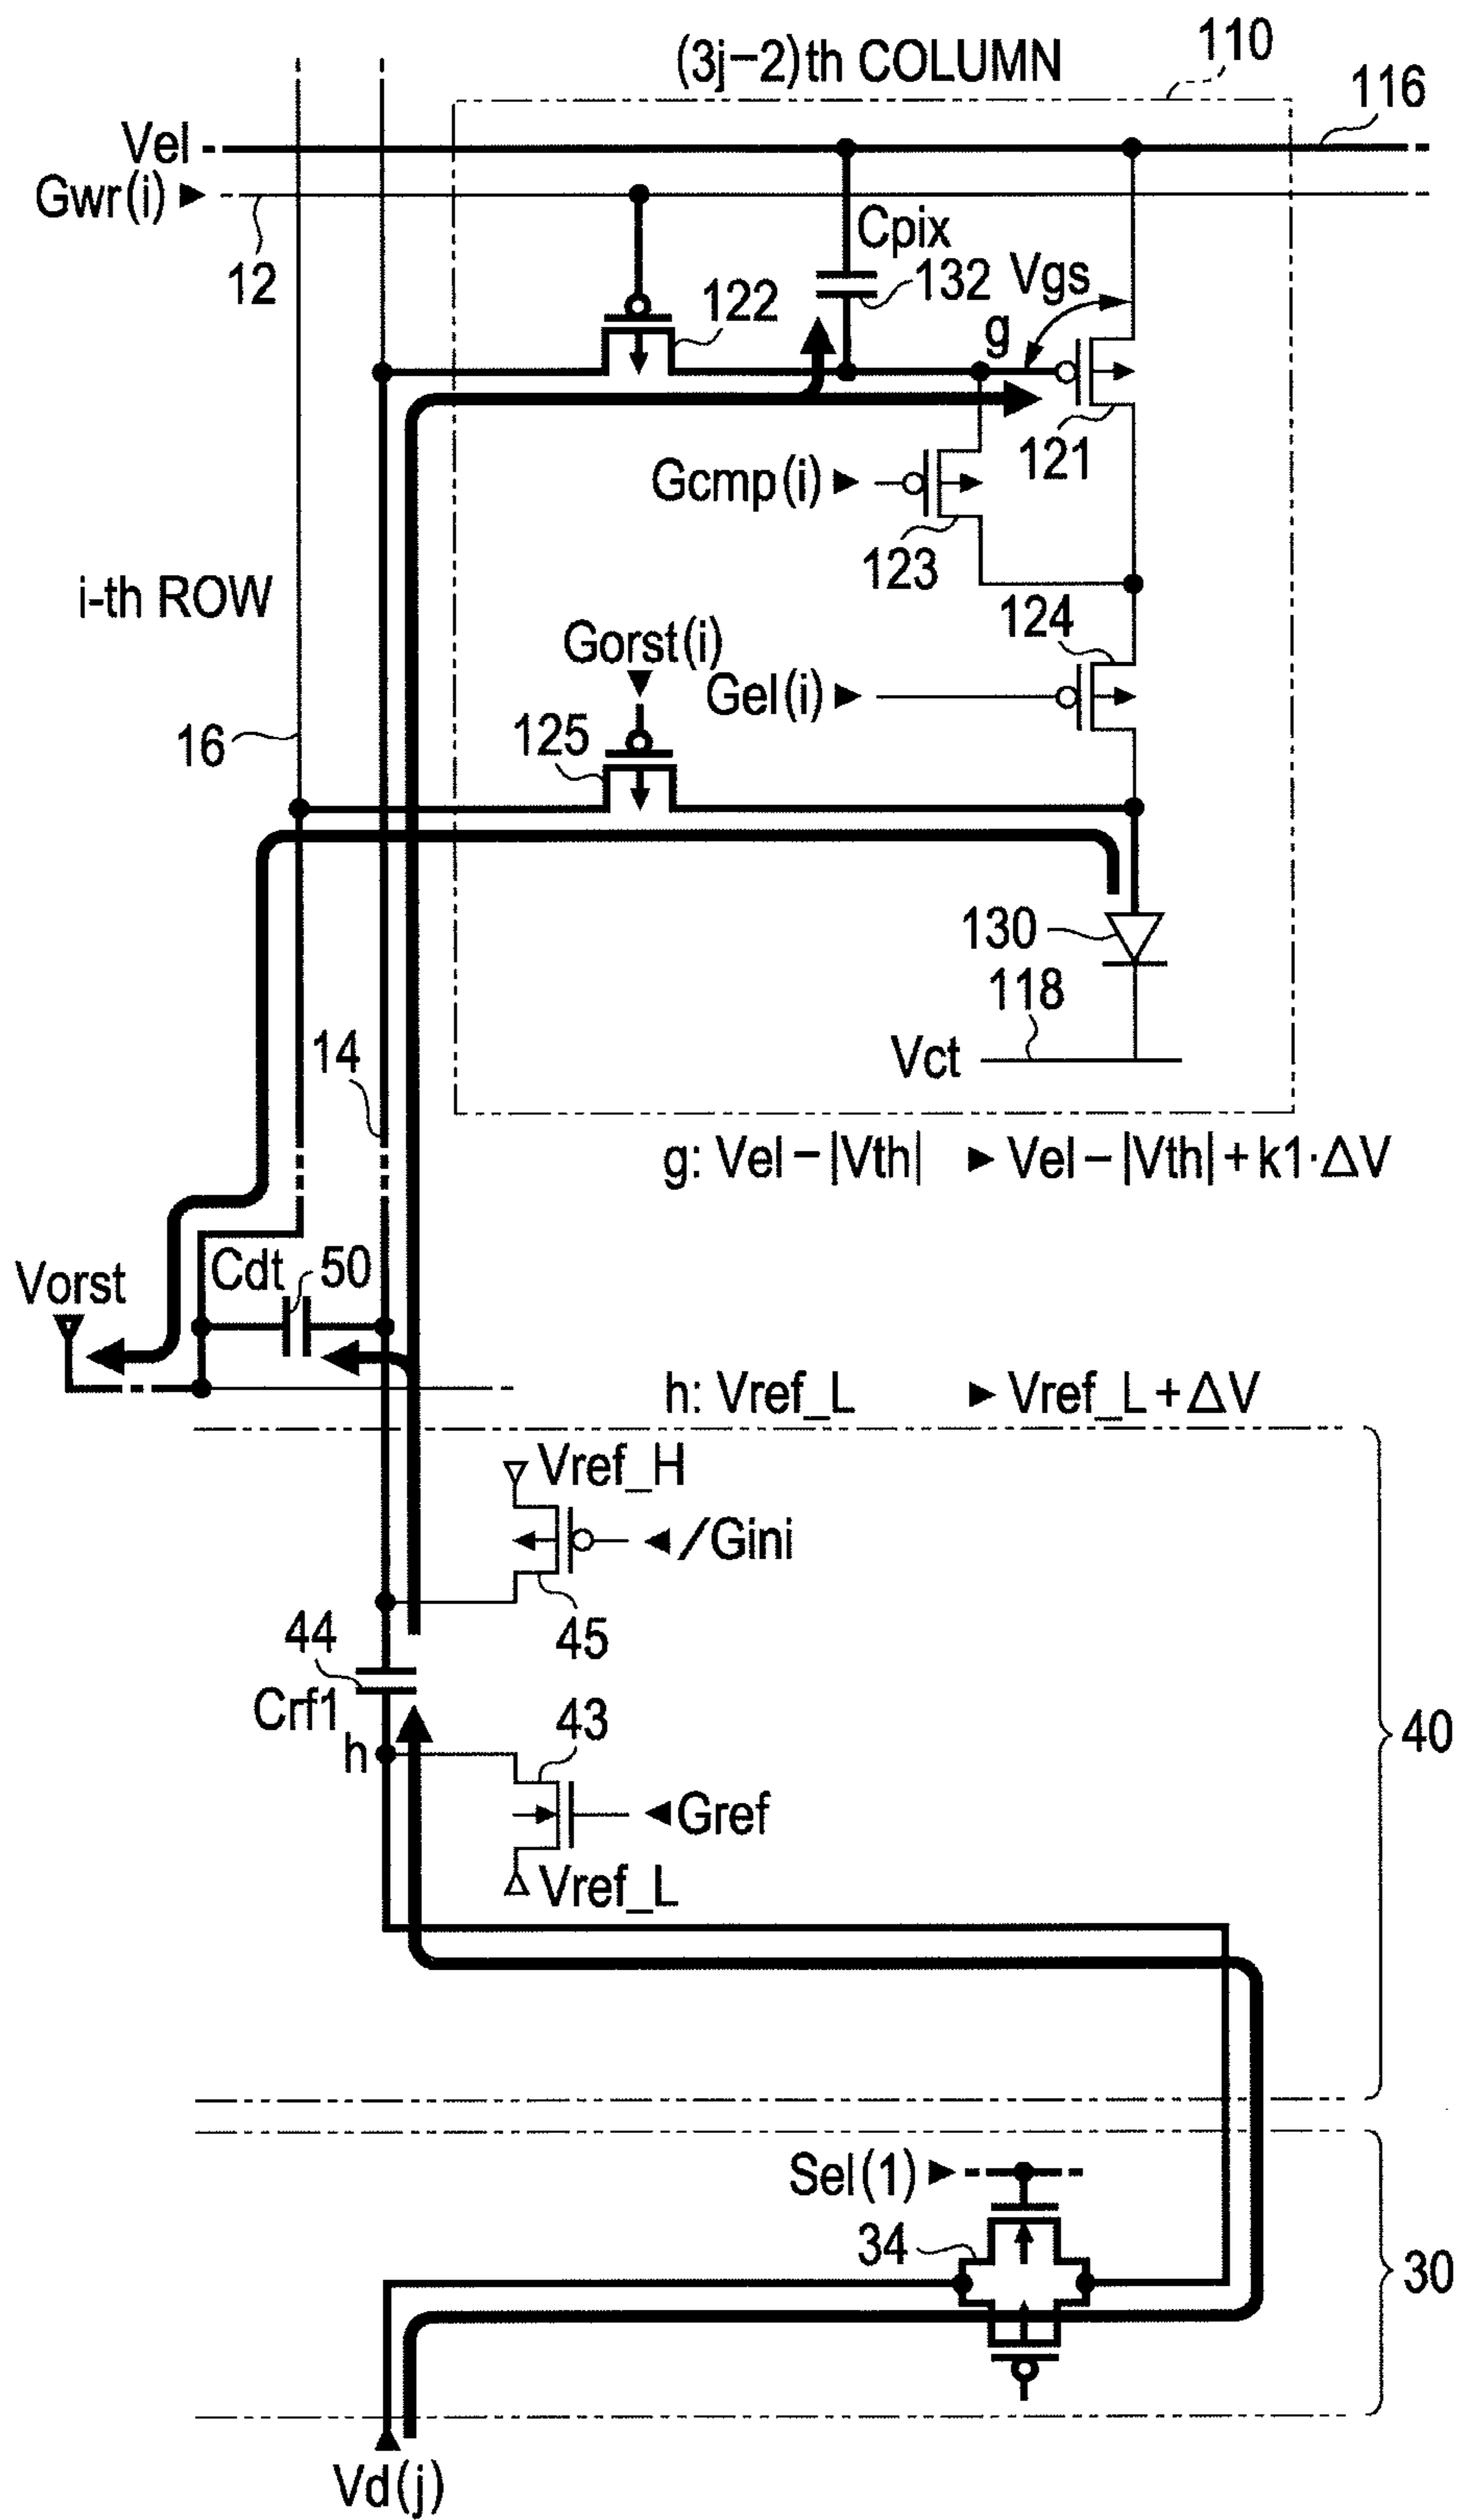 (3j−2)th COLUMN
110
116
Vel
Gwr(i)
12
Cpix
132
Vgs
122
g
121
Gcmp(i)
123
i-th ROW
124
Gorst(i)
Gel(i)
125
16
130
118
14
Vct
g: Vel−|Vth| ► Vel−|Vth|+k1·ΔV
Cdt
50
Vorst
h: Vref_L ► Vref_L+ΔV
Vref_H
/Gini
44
45
Crf1
43
h
40
Gref
Vref_L
Sel(1)
34
30
Vd(j)